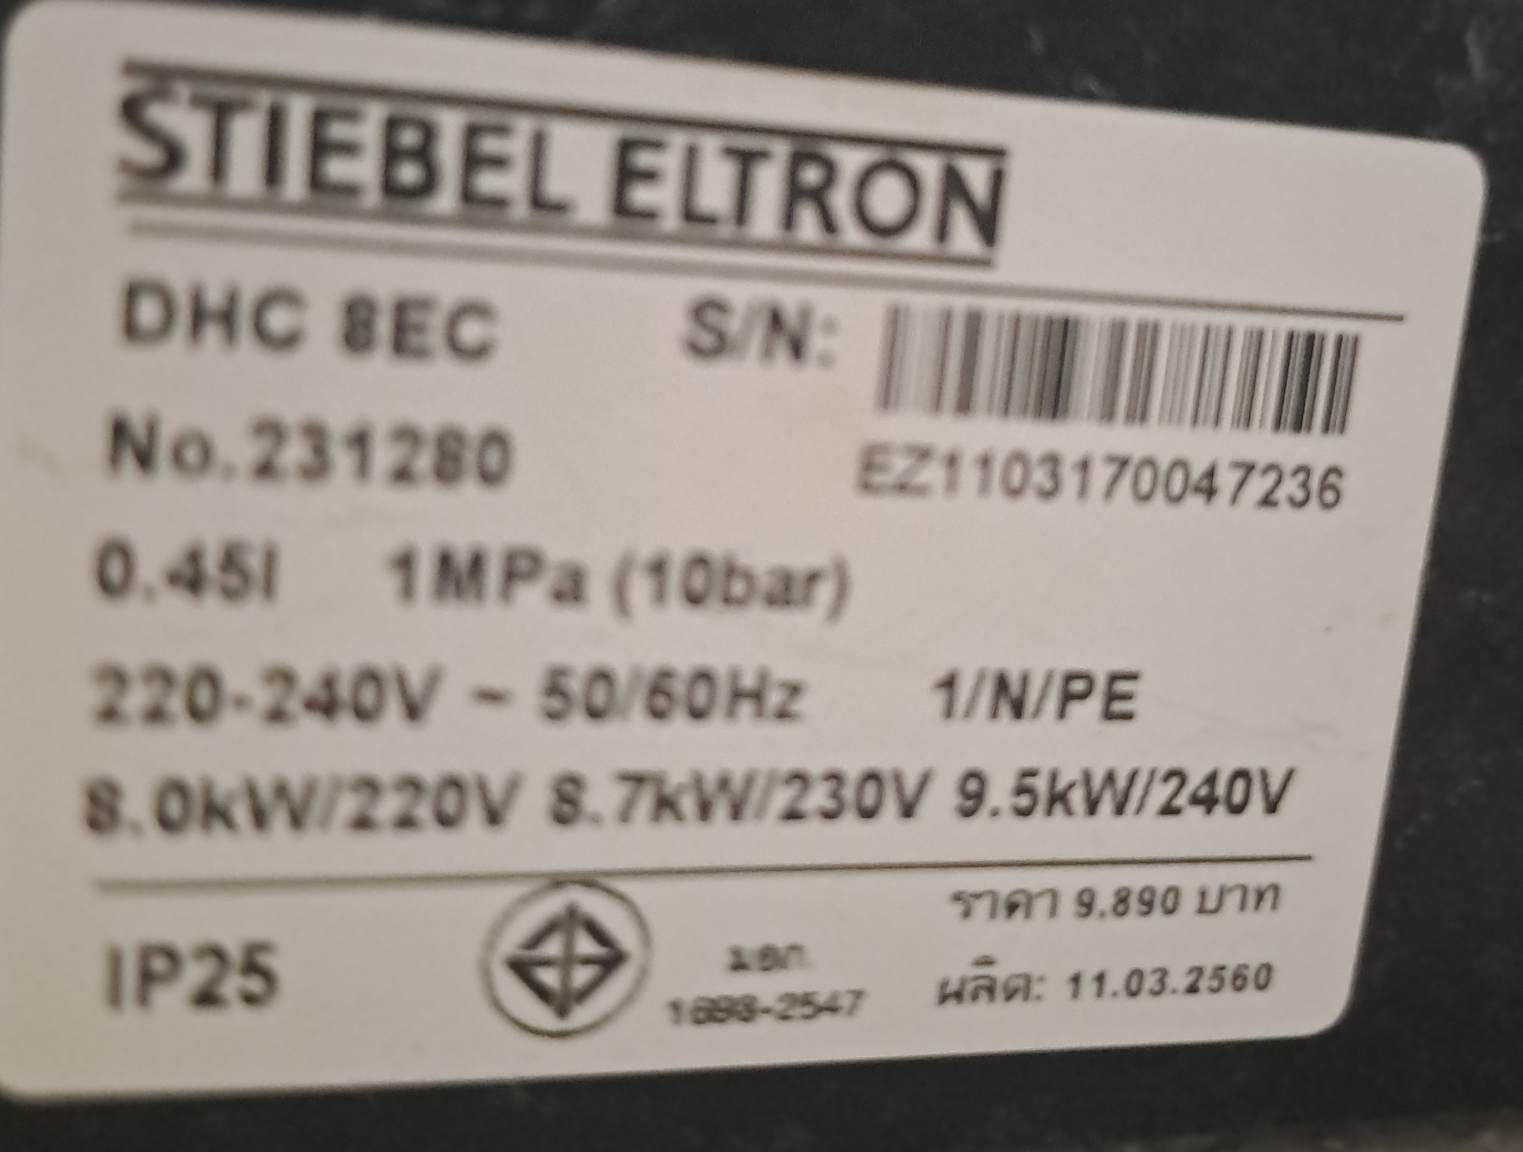 STIEBEL ELTRON
DHC 8EC S/N:
No.231280 EZ1103170047236
0.45l 1MPa (10bar)
220-240V ~ 50/60Hz 1/N/PE
8.0kW/220V 8.7kW/230V 9.5kW/240V
ราคา 9.890 บาท
IP25 มอก
1698-2547 ผลิต: 11.03.2560